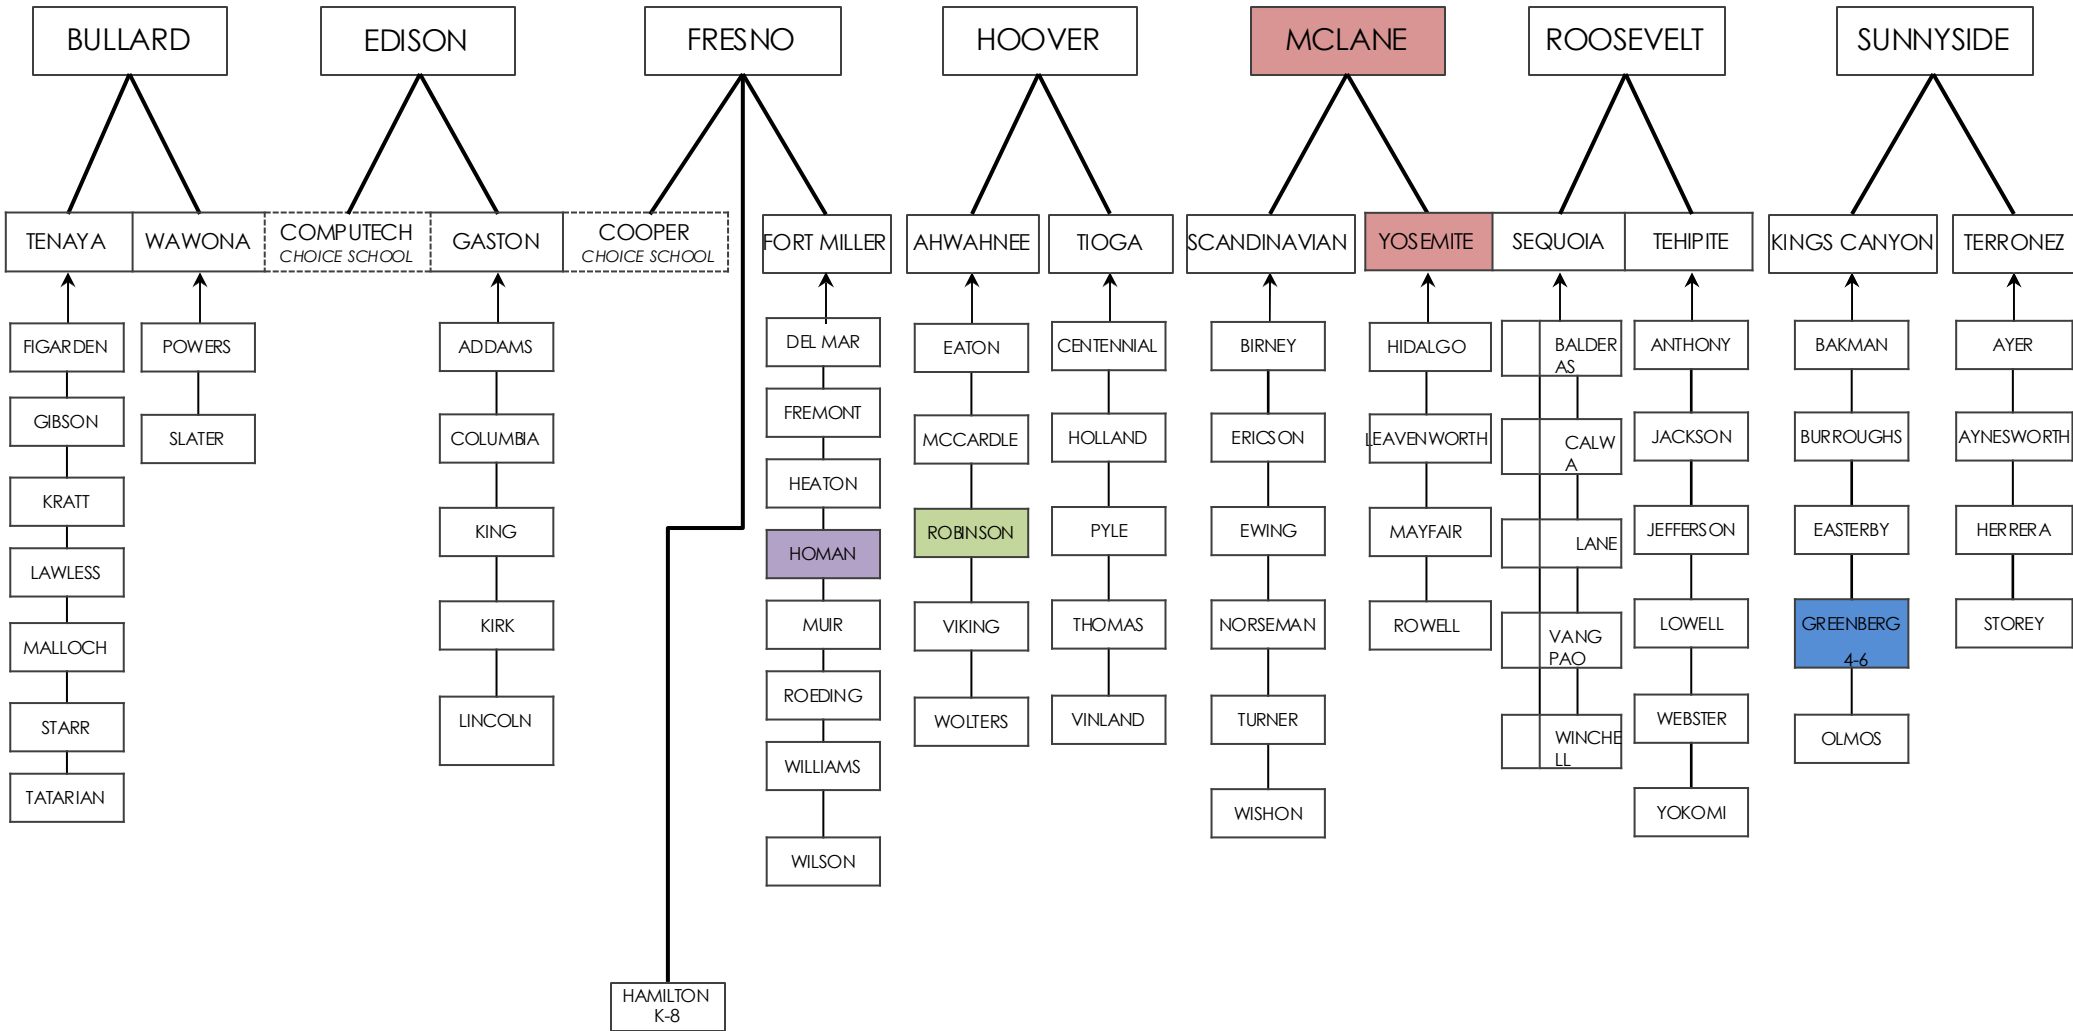 BULLARD
EDISON
FRESNO
HOOVER
MCLANE
ROOSEVELT
SUNNYSIDE
TENAYA
WAWONA
COMPUTECH
CHOICE SCHOOL
GASTON
COOPER
CHOICE SCHOOL
FORT MILLER
AHWAHNEE
TIOGA
SCANDINAVIAN
YOSEMITE
SEQUOIA
TEHIPITE
KINGS CANYON
TERRONEZ
FIGARDEN
GIBSON
KRATT
LAWLESS
MALLOCH
STARR
TATARIAN
POWERS
SLATER
ADDAMS
COLUMBIA
KING
KIRK
LINCOLN
DEL MAR
FREMONT
HEATON
HOMAN
MUIR
ROEDING
WILLIAMS
WILSON
EATON
MCCARDLE
ROBINSON
VIKING
WOLTERS
CENTENNIAL
HOLLAND
PYLE
THOMAS
VINLAND
BIRNEY
ERICSON
EWING
NORSEMAN
TURNER
WISHON
HIDALGO
LEAVENWORTH
MAYFAIR
ROWELL
BALDER
AS
CALW
A
LANE
VANG
PAO
WINCHE
LL
ANTHONY
JACKSON
JEFFERSON
LOWELL
WEBSTER
YOKOMI
BAKMAN
BURROUGHS
EASTERBY
GREENBERG
4-6
OLMOS
AYER
AYNESWORTH
HERRERA
STOREY
HAMILTON
K-8